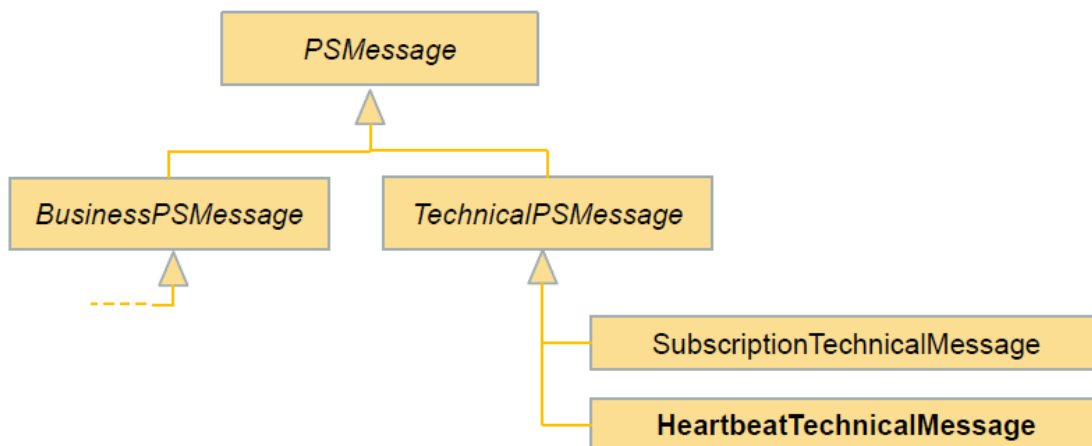 PSMessage
BusinessPSMessage
TechnicalPSMessage
SubscriptionTechnicalMessage
HeartbeatTechnicalMessage